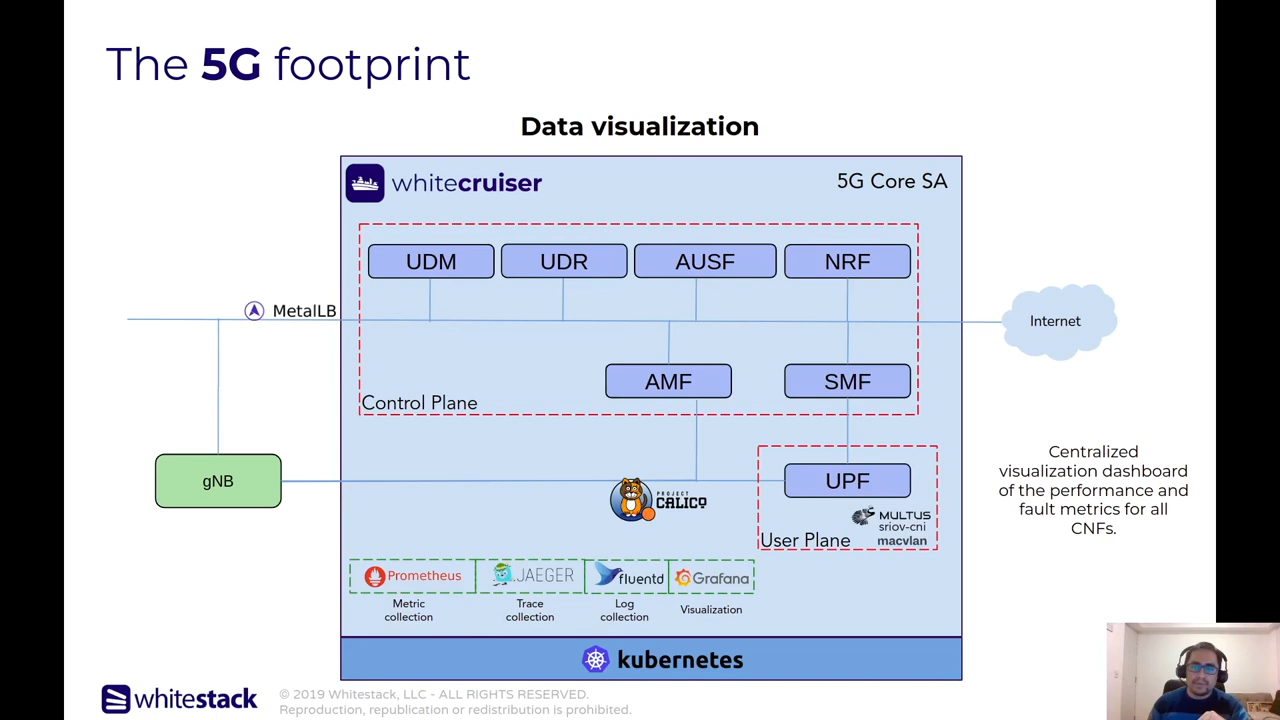 The 5G footprint
Data visualization
whitecruiser
5G Core SA
UDM
UDR
AUSF
NRF
MetalLB
Internet
AMF
SMF
Control Plane
gNB
UPF
PROJECT
CALICO
MULTUS
sriov-cni
macvlan
User Plane
Centralized
visualization dashboard
of the performance and
fault metrics for all
CNFs.
Prometheus
JAEGER
fluentd
Grafana
Metric
collection
Trace
collection
Log
collection
Visualization
kubernetes
whitestack
© 2019 Whitestack, LLC - ALL RIGHTS RESERVED.
Reproduction, republication or redistribution is prohibited.